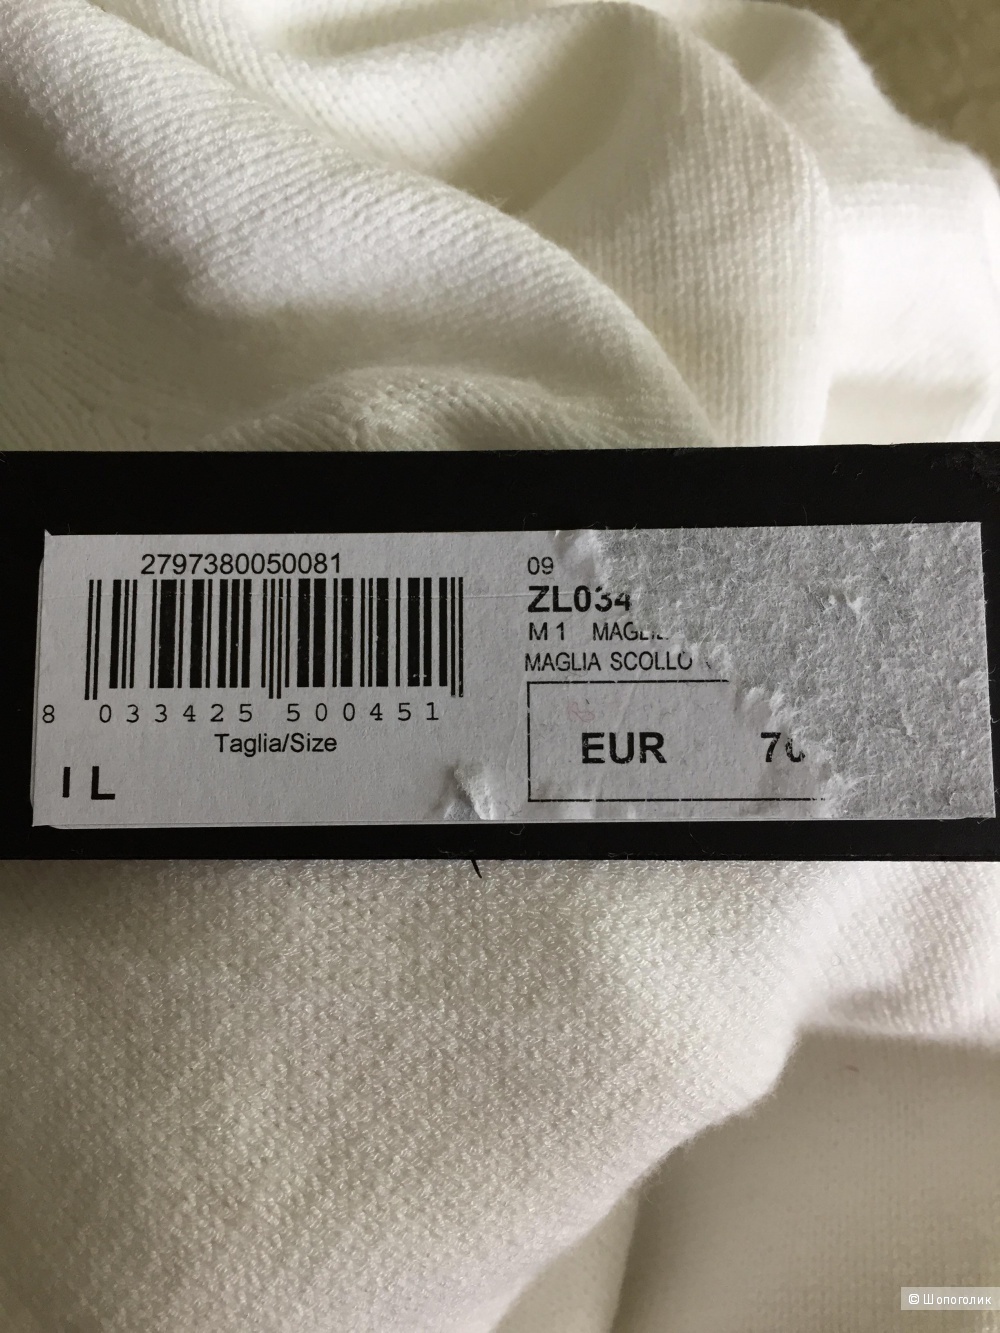 2797380050081
8 033425 500451
Taglia/Size
I L
09
ZL034
M 1
MAGLIA SCOLLO
EUR
© Шопоголик